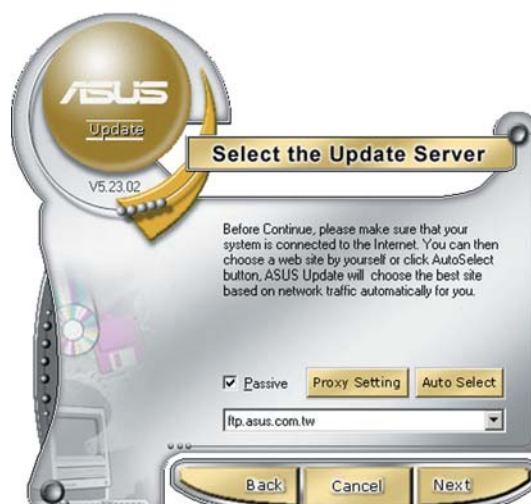 ASUS
Update
V5.23.02
Select the Update Server
Before Continue, please make sure that your
system is connected to the Internet. You can then
choose a web site by yourself or click AutoSelect
button, ASUS Update will choose the best site
based on network traffic automatically for you.
Passive
Proxy Setting
Auto Select
ftp.asus.com.tw
Back
Cancel
Next